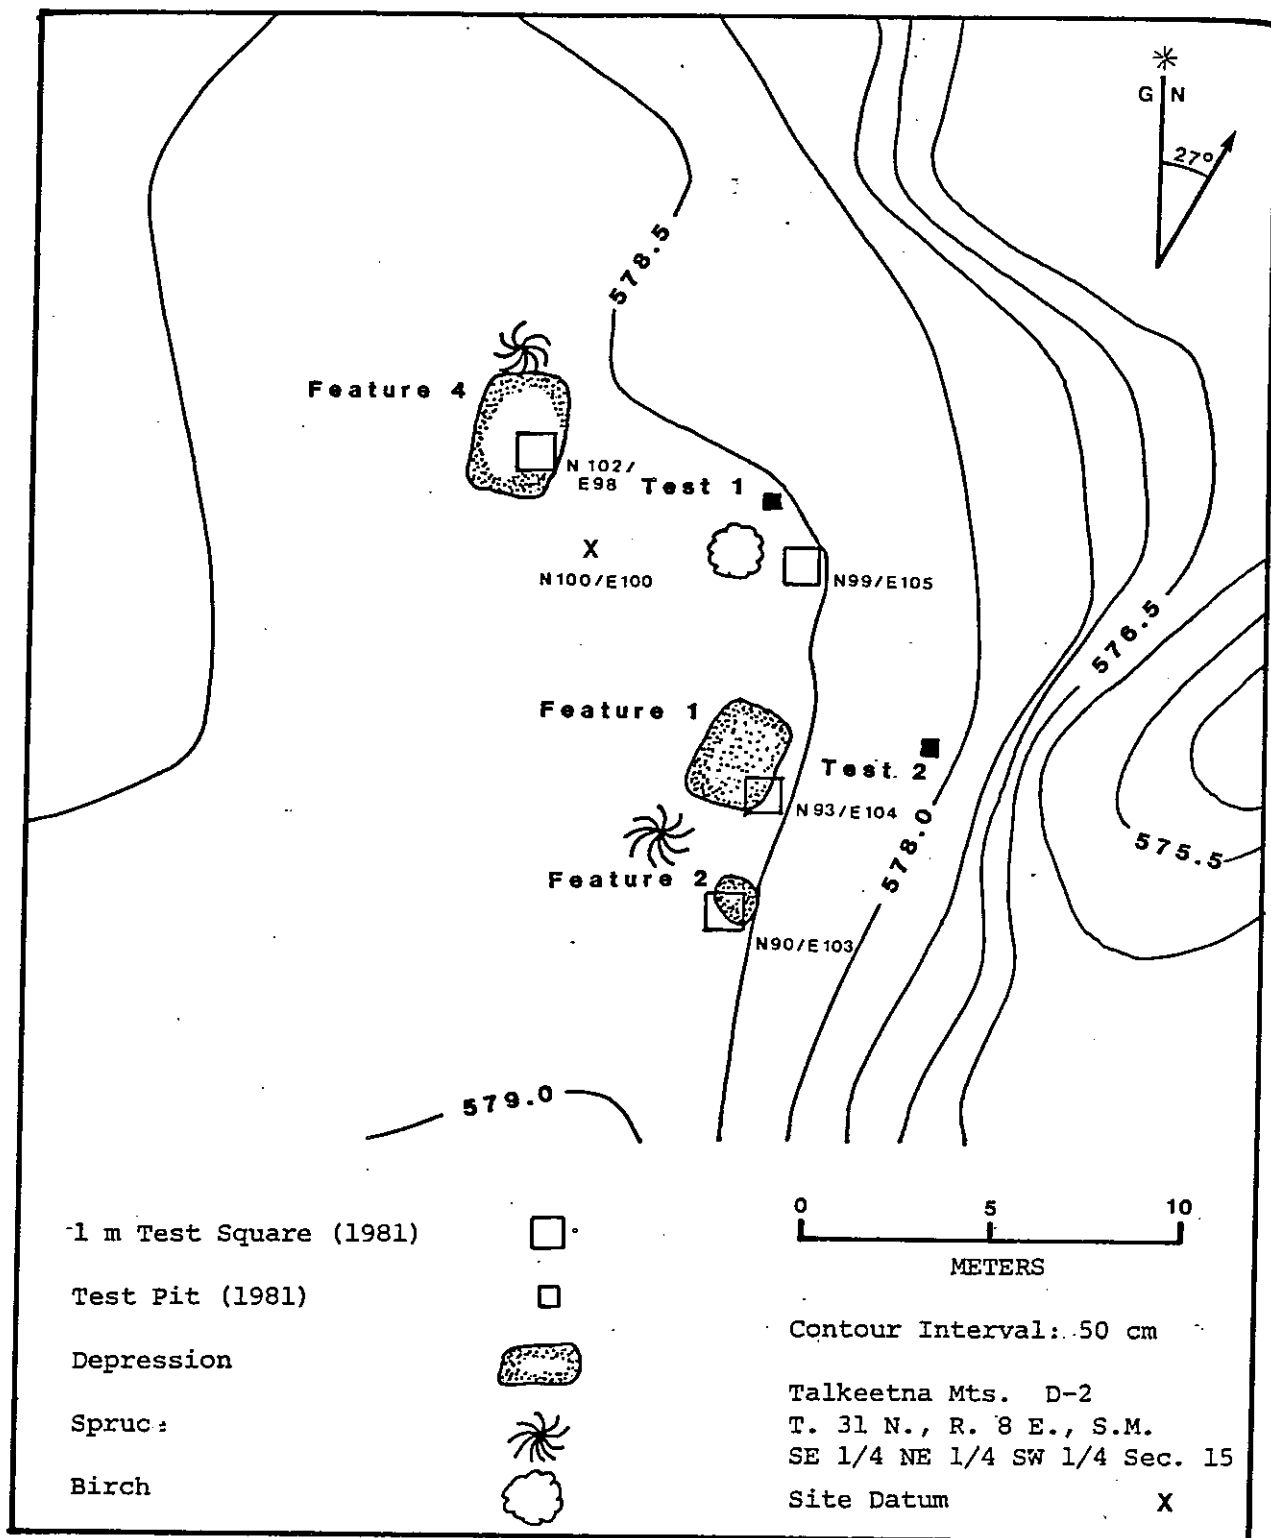 G N
27°
578.5
Feature 4
N 102/
E98
Test 1
X
N100/E100
N99/E105
576.5
Feature 1
Test 2
N93/E104
578.0
575.5
Feature 2
N90/E103
579.0
1 m Test Square (1981)
Test Pit (1981)
Depression
Spruc
Birch
0 5 10
METERS
Contour Interval: 50 cm
Talkeetna Mts. D-2
T. 31 N., R. 8 E., S.M.
SE 1/4 NE 1/4 SW 1/4 Sec. 15
Site Datum X